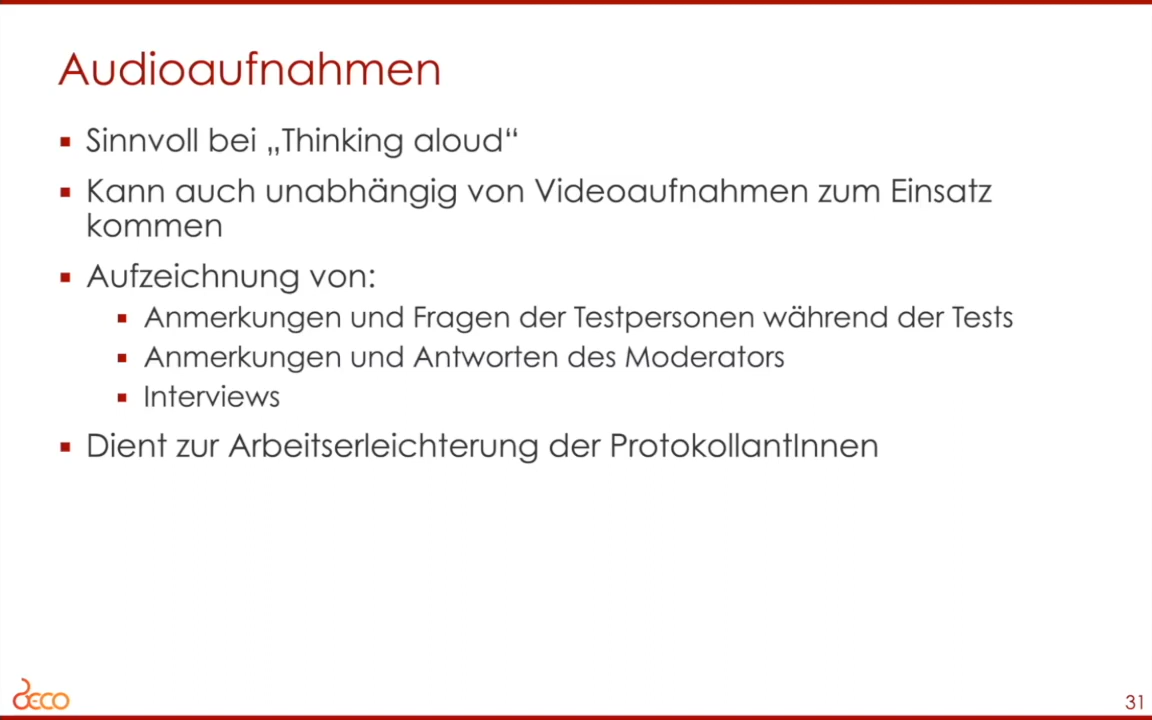 Audioaufnahmen
Sinnvoll bei „Thinking aloud“
Kann auch unabhängig von Videoaufnahmen zum Einsatz
kommen
Aufzeichnung von:
Anmerkungen und Fragen der Testpersonen während der Tests
Anmerkungen und Antworten des Moderators
Interviews
Dient zur Arbeitserleichterung der ProtokollantInnen
DECO
31